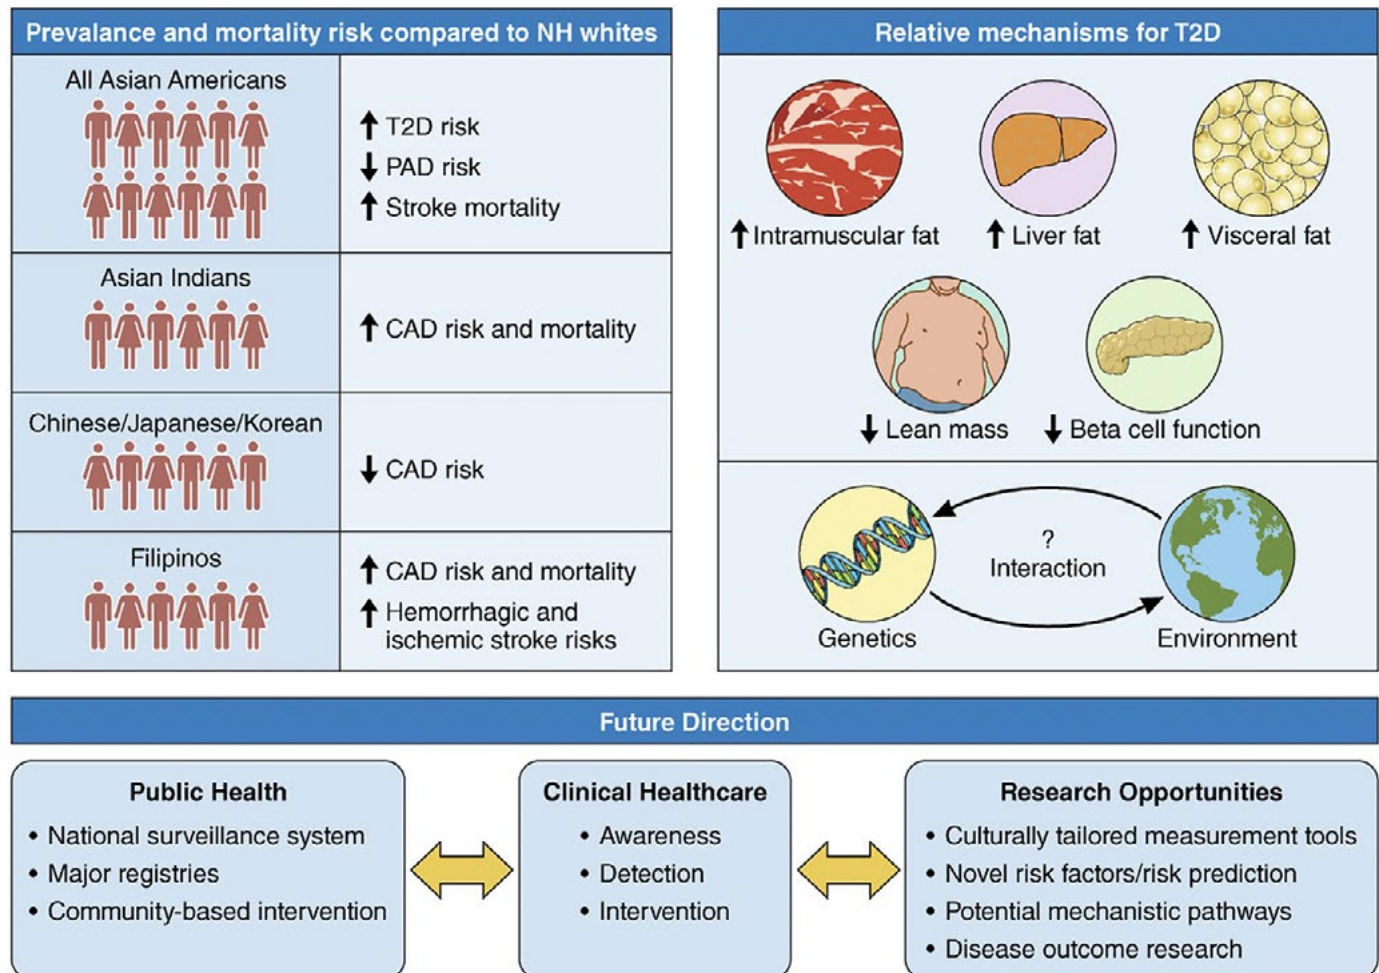 Prevalance and mortality risk compared to NH whites
All Asian Americans
↑ T2D risk
↓ PAD risk
↑ Stroke mortality
Asian Indians
↑ CAD risk and mortality
Chinese/Japanese/Korean
↓ CAD risk
Filipinos
↑ CAD risk and mortality
↑ Hemorrhagic and
ischemic stroke risks
Relative mechanisms for T2D
↑ Intramuscular fat
↑ Liver fat
↑ Visceral fat
↓ Lean mass
↓ Beta cell function
?
Interaction
Genetics
Environment
Future Direction
Public Health
• National surveillance system
• Major registries
• Community-based intervention
Clinical Healthcare
• Awareness
• Detection
• Intervention
Research Opportunities
• Culturally tailored measurement tools
• Novel risk factors/risk prediction
• Potential mechanistic pathways
• Disease outcome research